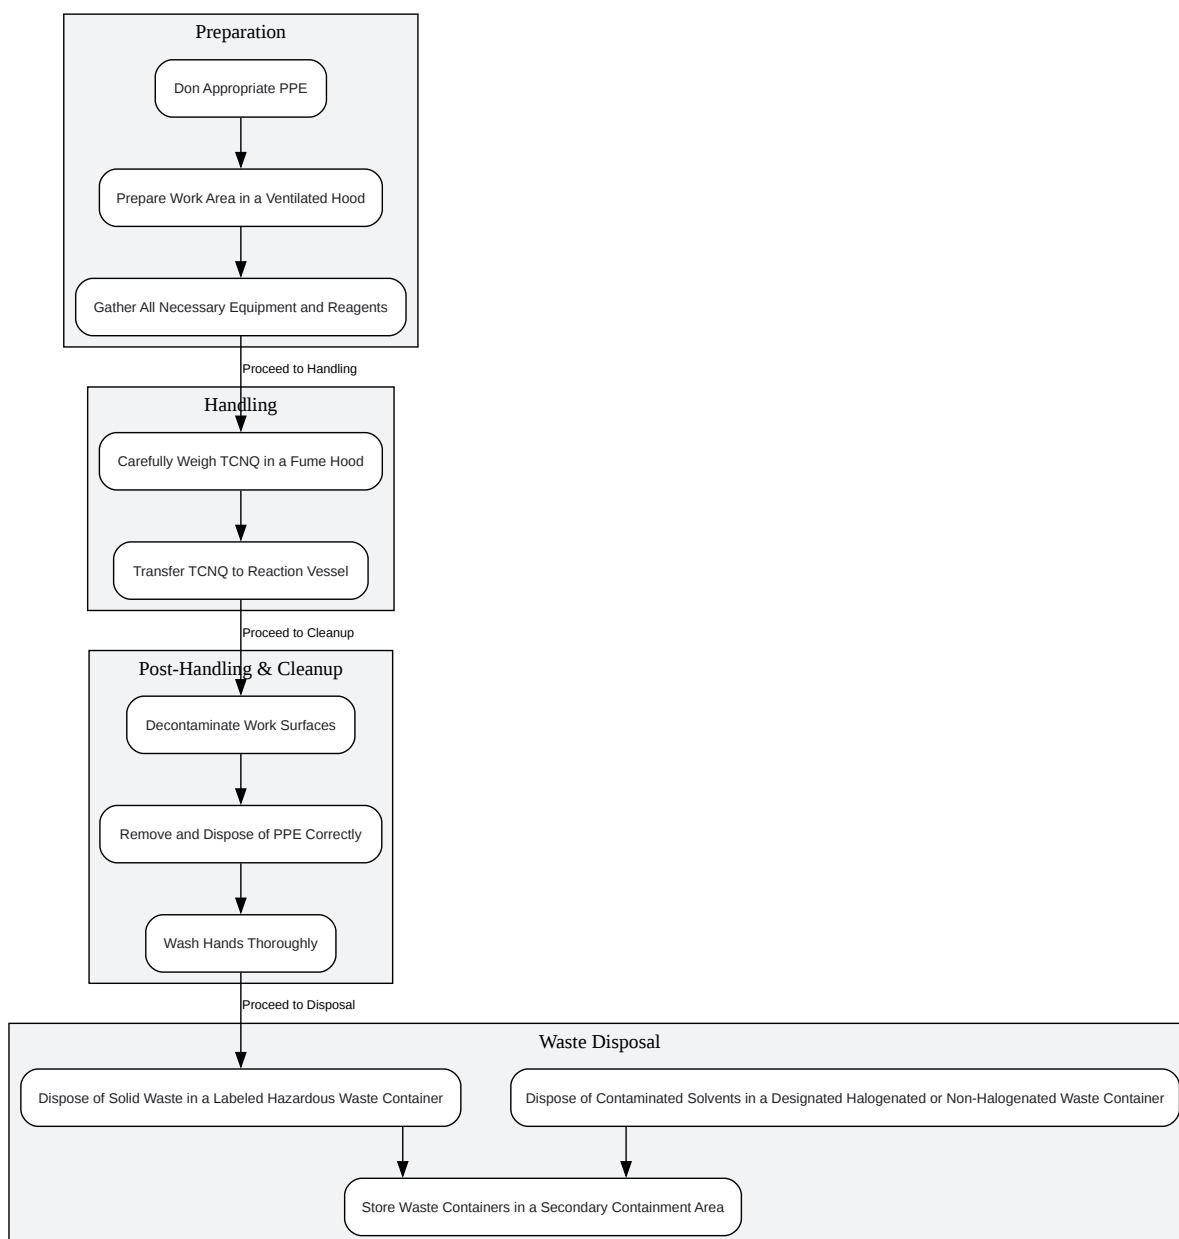 Preparation
Don Appropriate PPE
Prepare Work Area in a Ventilated Hood
Gather All Necessary Equipment and Reagents
Proceed to Handling
Handling
Carefully Weigh TCNQ in a Fume Hood
Transfer TCNQ to Reaction Vessel
Proceed to Cleanup
Post-Handling & Cleanup
Decontaminate Work Surfaces
Remove and Dispose of PPE Correctly
Wash Hands Thoroughly
Proceed to Disposal
Waste Disposal
Dispose of Solid Waste in a Labeled Hazardous Waste Container
Dispose of Contaminated Solvents in a Designated Halogenated or Non-Halogenated Waste Container
Store Waste Containers in a Secondary Containment Area